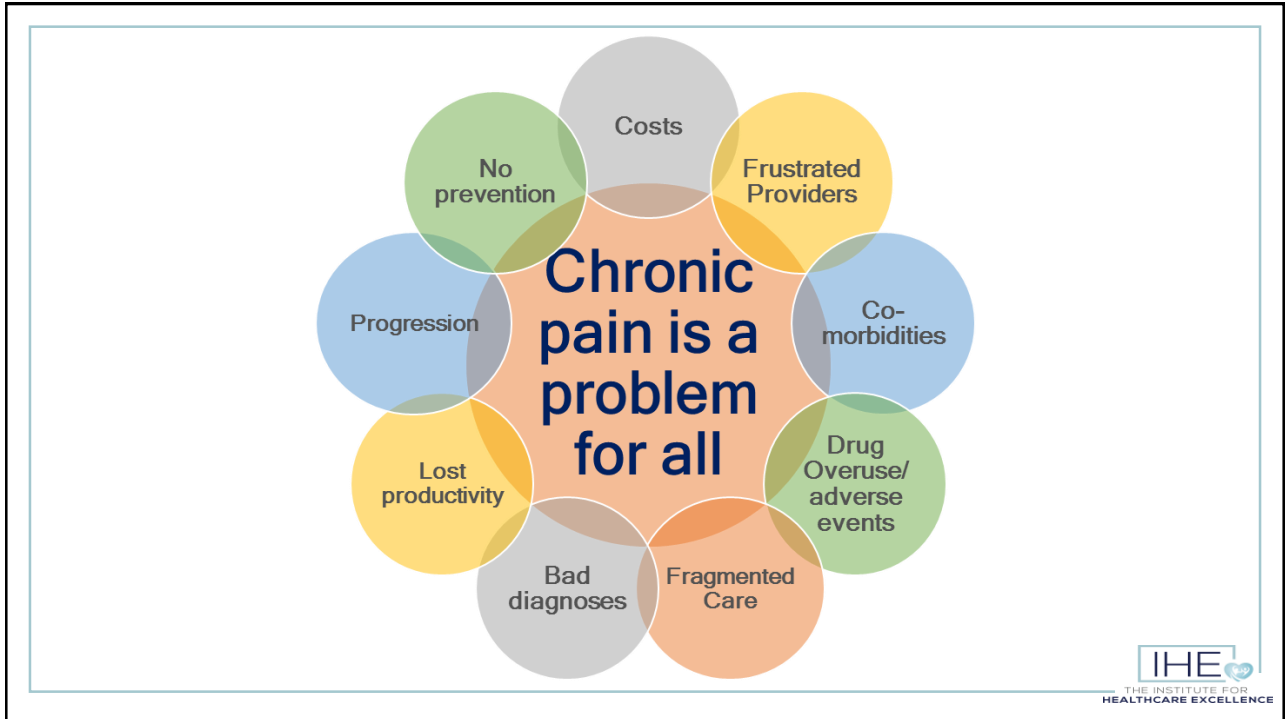 Costs
Frustrated
Providers
Co-
morbidities
Drug
Overuse/
adverse
events
Fragmented
Care
Bad
diagnoses
Lost
productivity
Progression
No
prevention
Chronic
pain is a
problem
for all
IHE
THE INSTITUTE FOR
HEALTHCARE EXCELLENCE